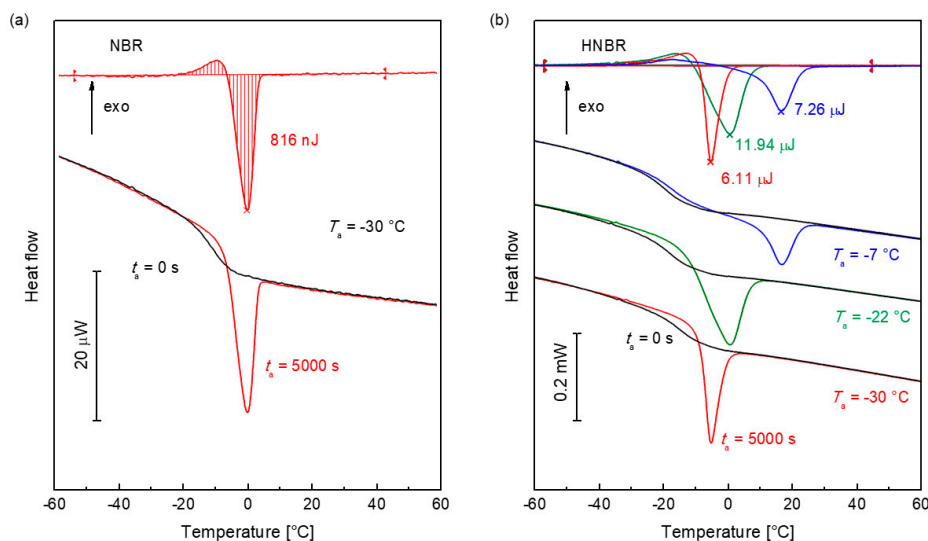 (a)
NBR
exo
816 nJ
Tₐ = -30 °C
tₐ = 0 s
20 µW
tₐ = 5000 s
Heat flow
-60 -40 -20 0 20 40 60
Temperature [°C]
(b)
HNBR
exo
7.26 µJ
11.94 µJ
6.11 µJ
Tₐ = -7 °C
Tₐ = -22 °C
tₐ = 0 s
0.2 mW
Tₐ = -30 °C
tₐ = 5000 s
Heat flow
-60 -40 -20 0 20 40 60
Temperature [°C]